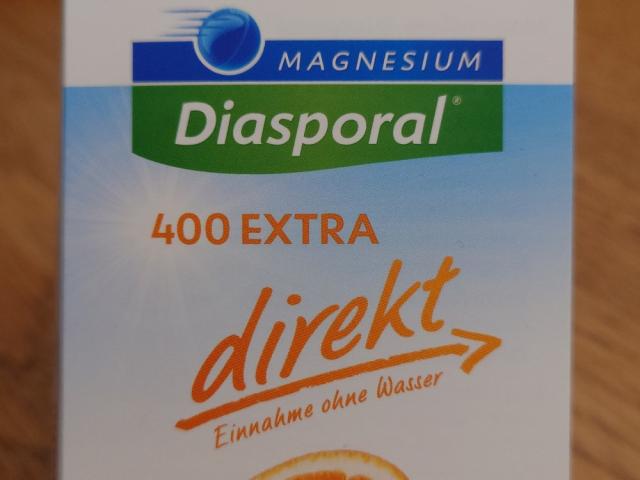 MAGNESIUM
Diasporal®
400 EXTRA
direkt
Einnahme ohne Wasser